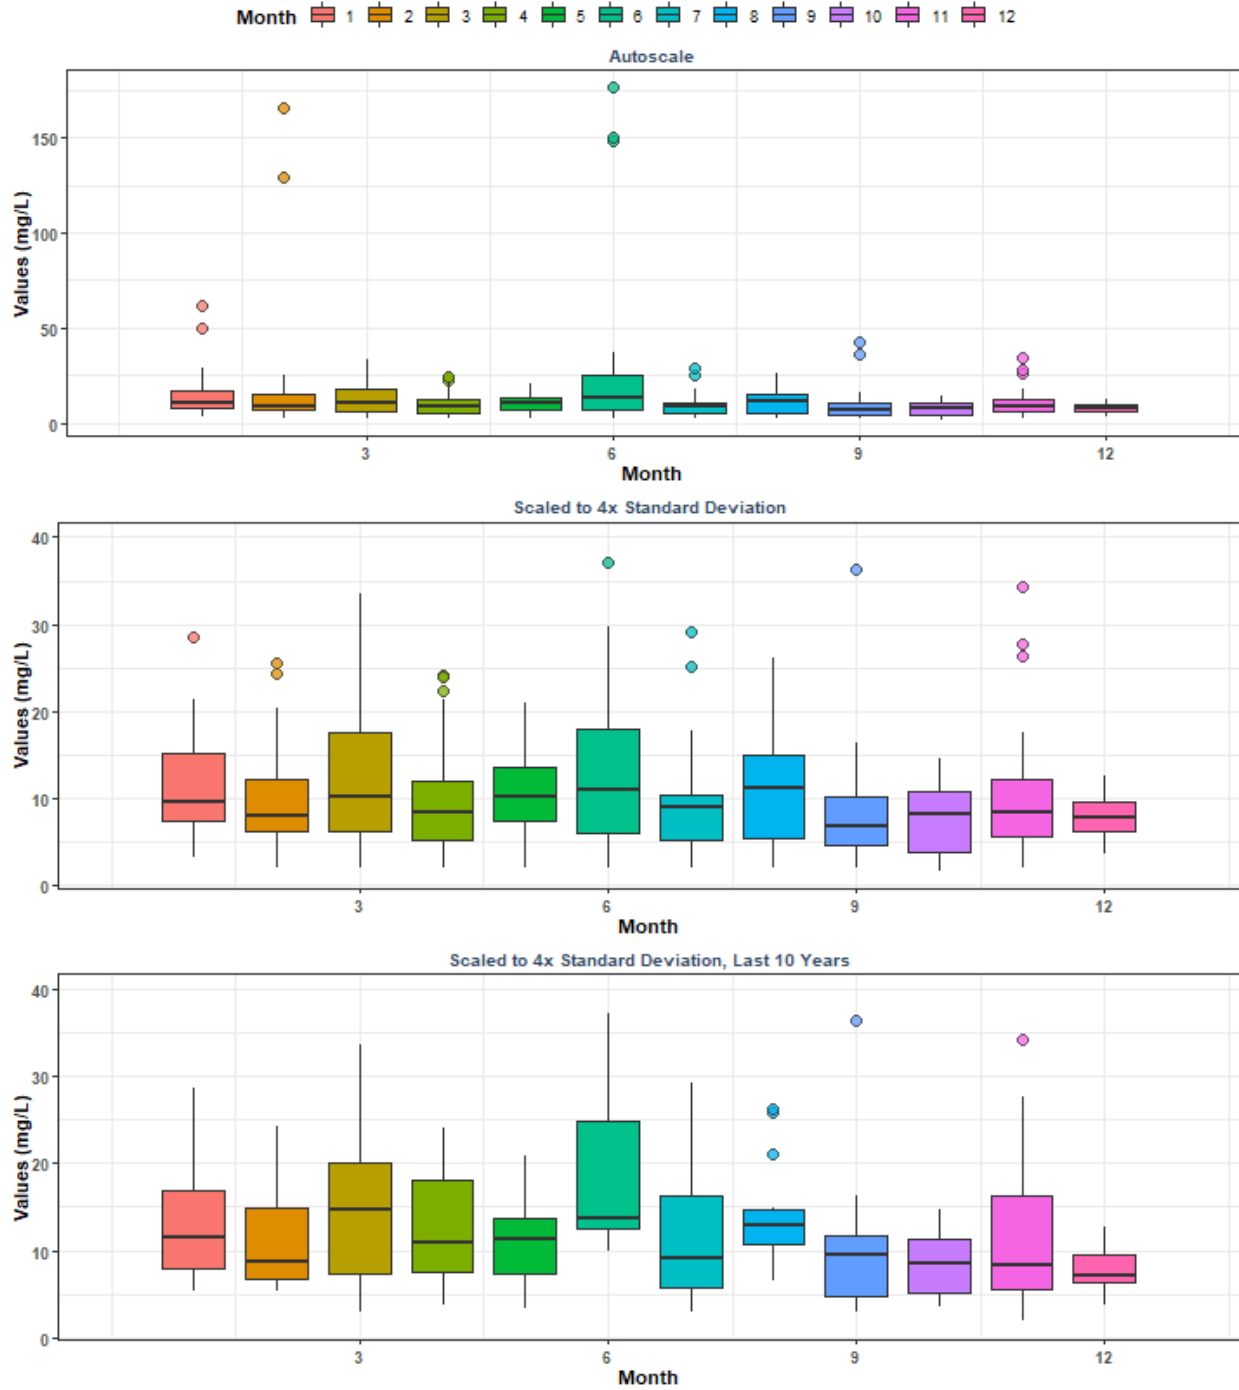 Month 1 2 3 4 5 6 7 8 9 10 11 12
Autoscale
Values (mg/L)
150
100
50
0
3 6 9 12
Month
Scaled to 4x Standard Deviation
Values (mg/L)
40
30
20
10
0
3 6 9 12
Month
Scaled to 4x Standard Deviation, Last 10 Years
Values (mg/L)
40
30
20
10
0
3 6 9 12
Month